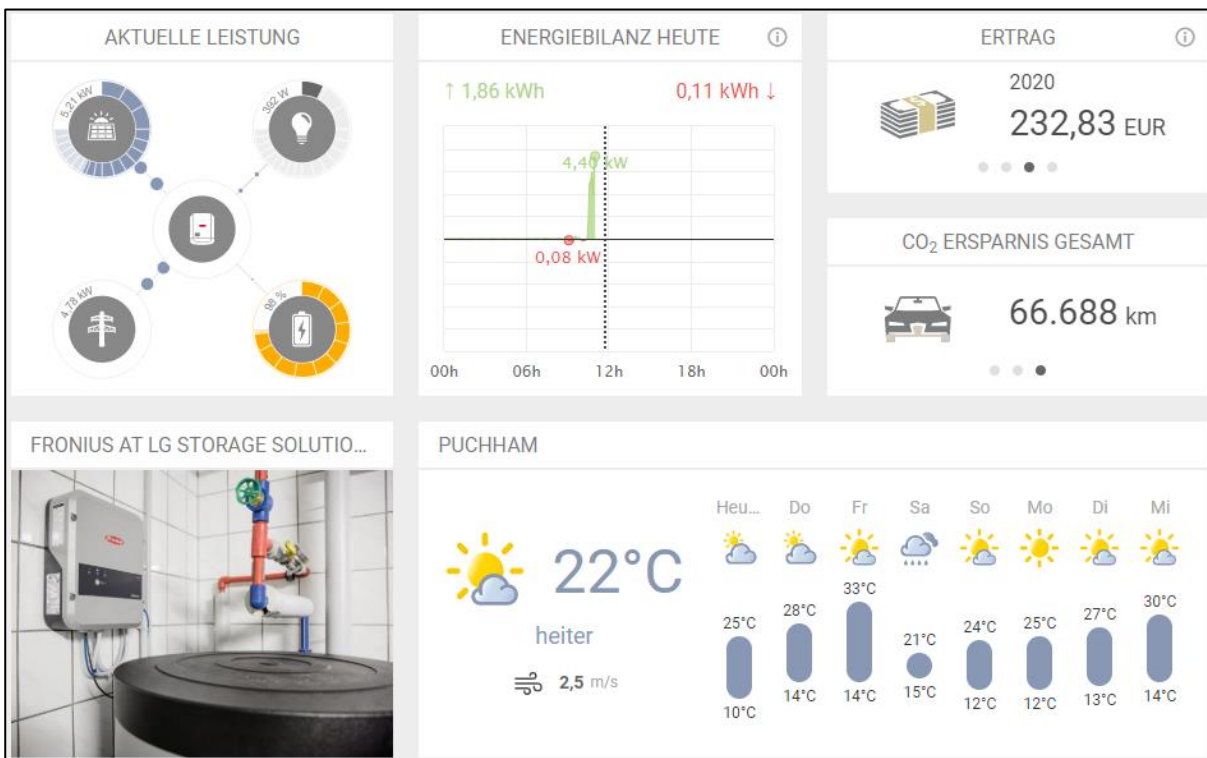 AKTUELLE LEISTUNG
5,21 kW
392 W
4,78 kW
98 %
ENERGIEBILANZ HEUTE
↑ 1,86 kWh 0,11 kWh ↓
4,40 kW
0,08 kW
00h 06h 12h 18h 00h
ERTRAG
2020
232,83 EUR
CO₂ ERSPARNIS GESAMT
66.688 km
FRONIUS AT LG STORAGE SOLUTIO...
PUCHHAM
22°C
heiter
2,5 m/s
Heu... Do Fr Sa So Mo Di Mi
25°C 28°C 33°C 21°C 24°C 25°C 27°C 30°C
10°C 14°C 14°C 15°C 12°C 12°C 13°C 14°C